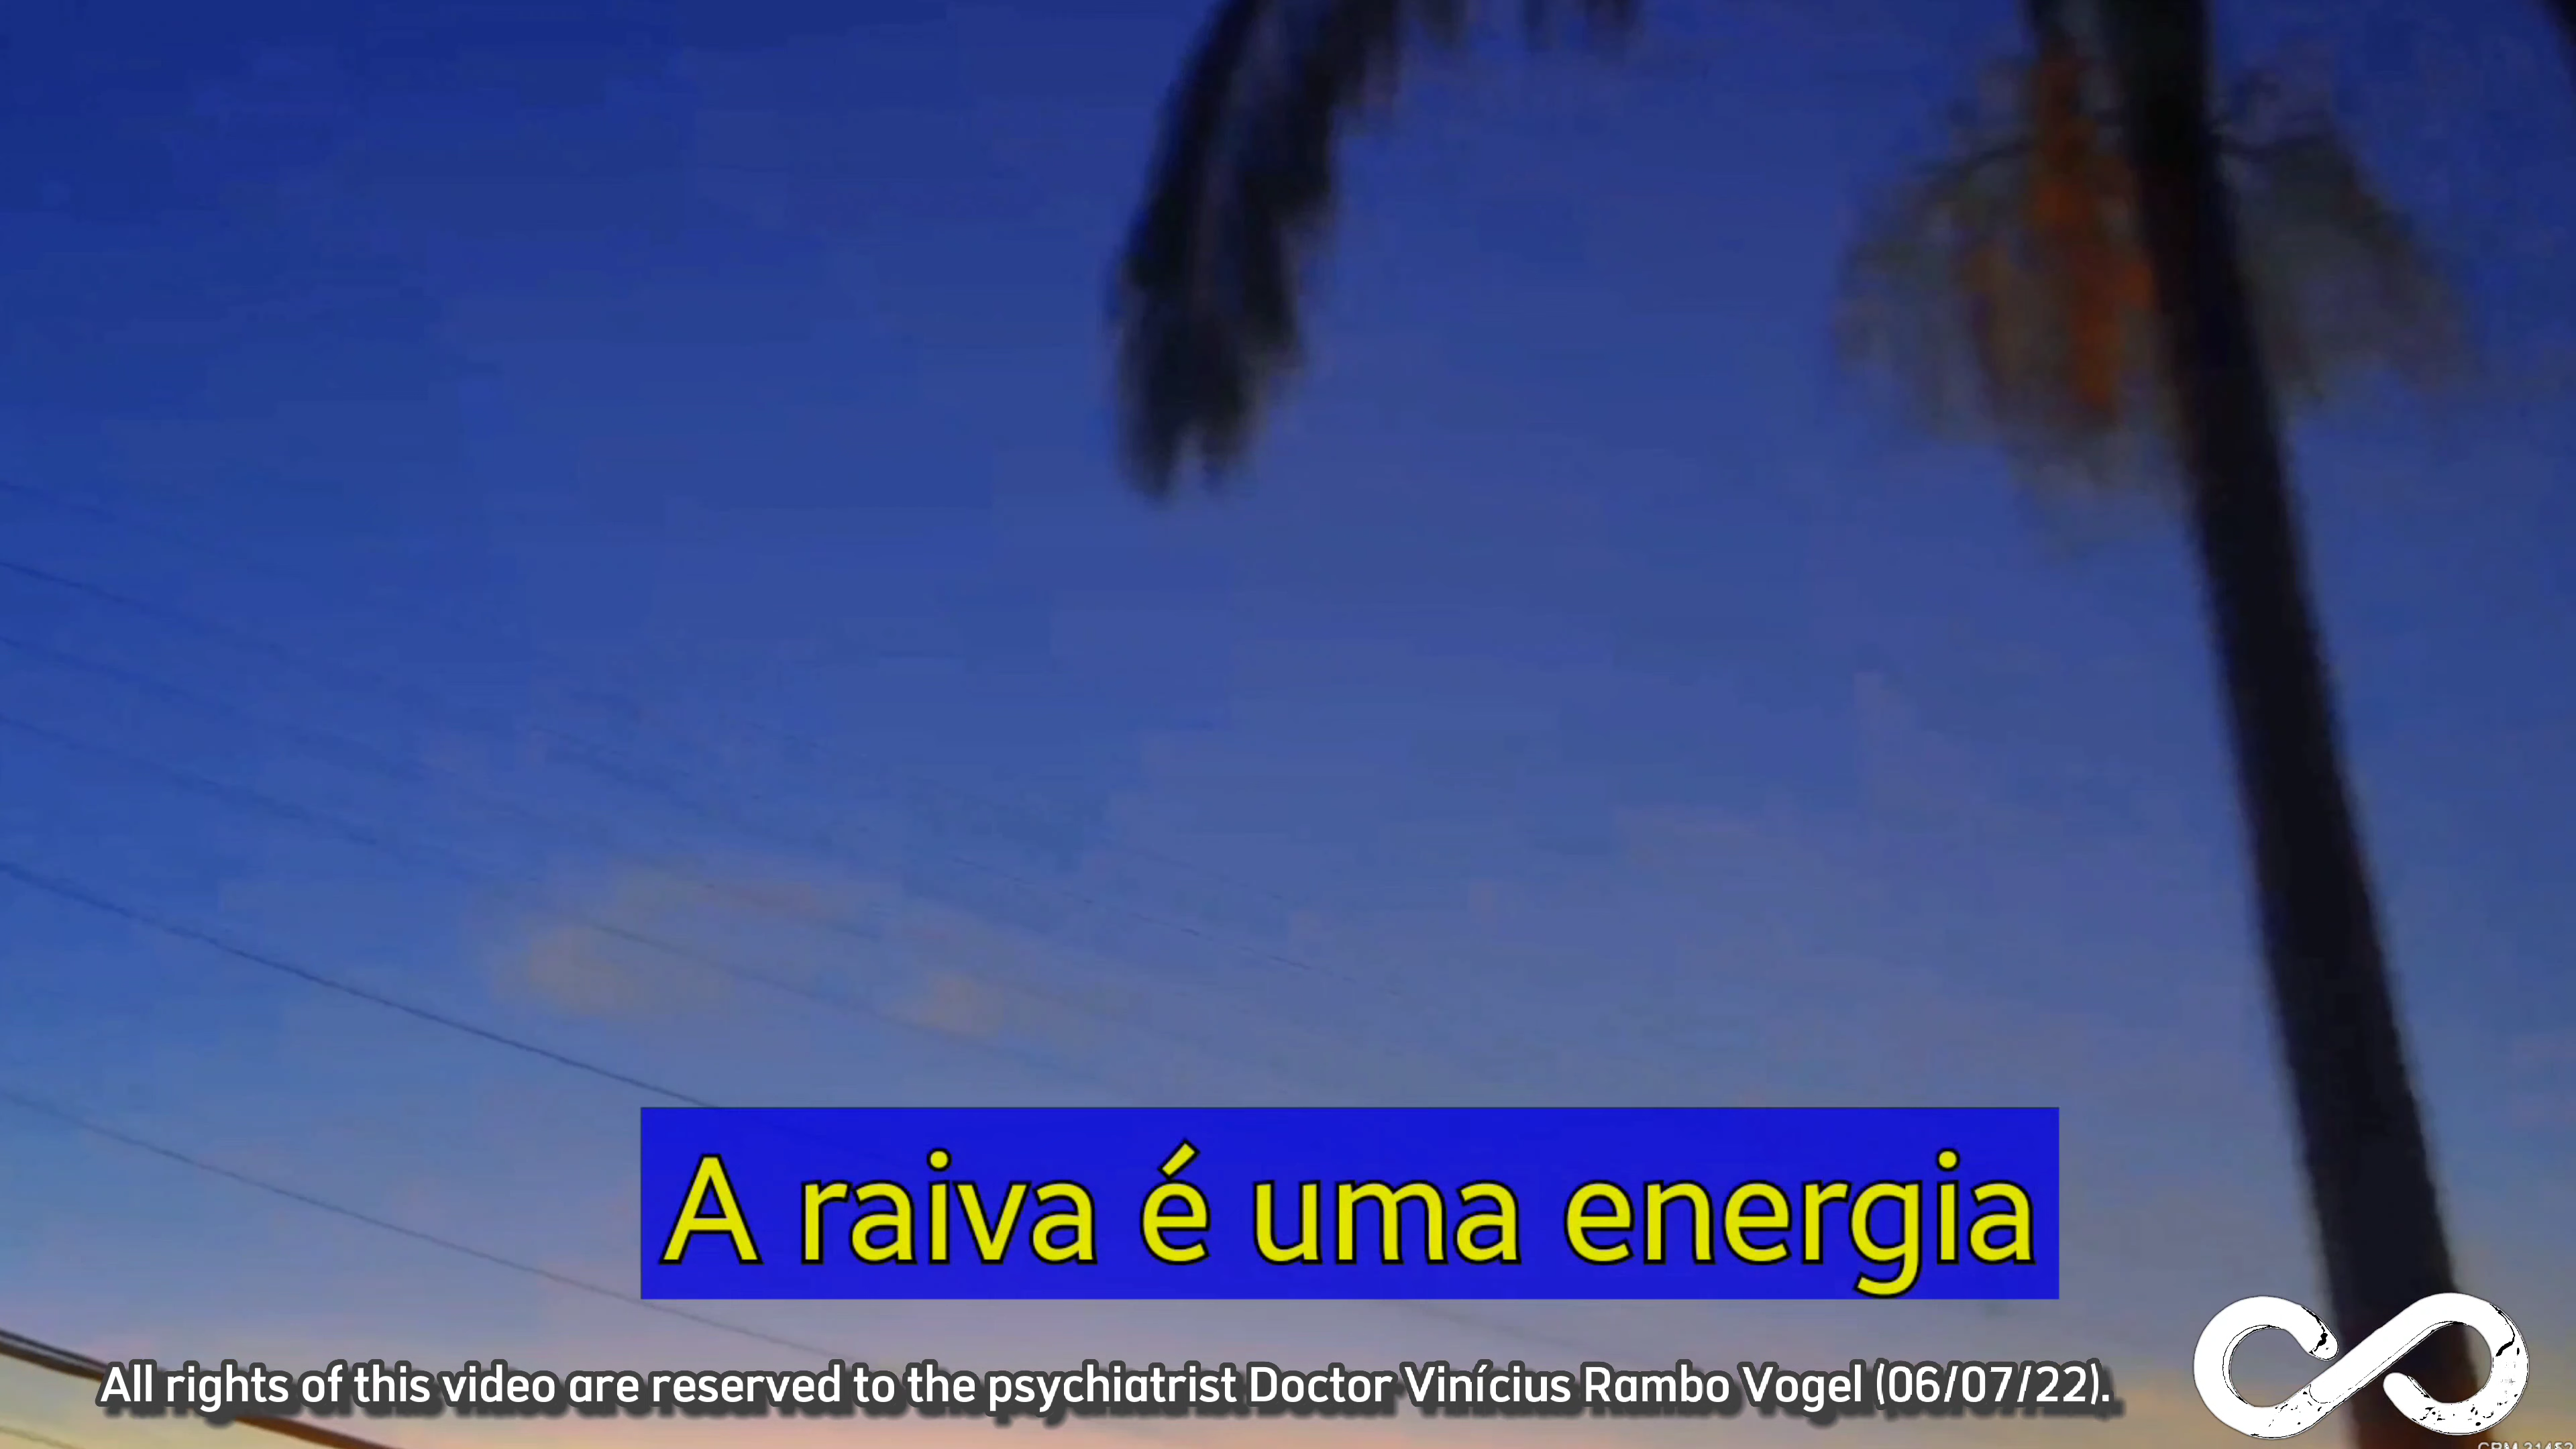 A raiva é uma energia
All rights of this video are reserved to the psychiatrist Doctor Vinícius Rambo Vogel (06/07/22).